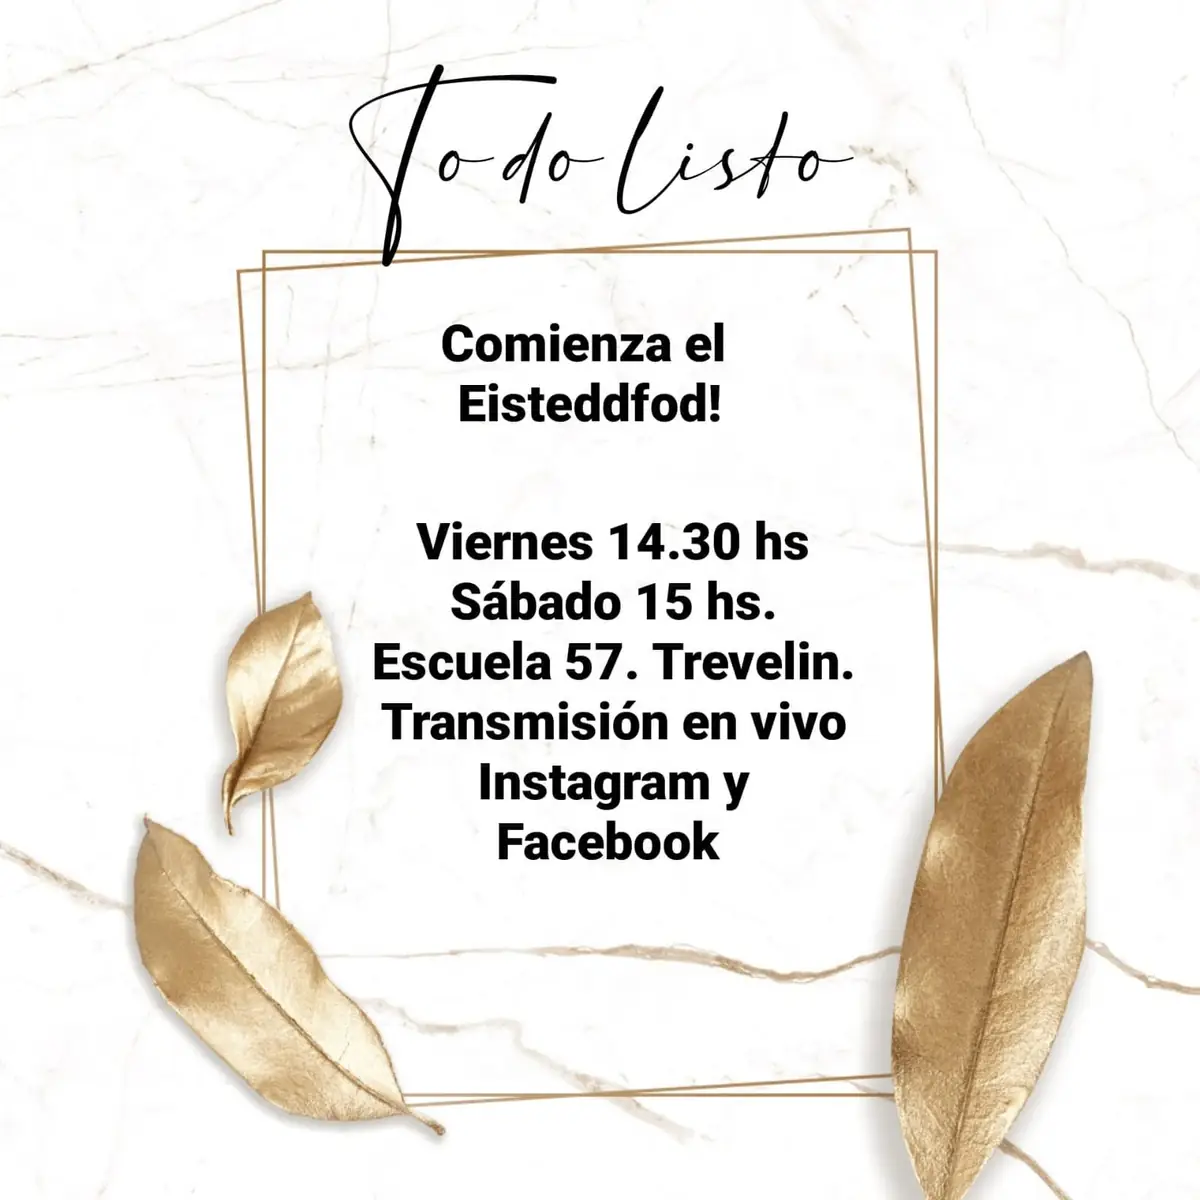 Todo Listo
Comienza el
Eisteddfod!
Viernes 14.30 hs
Sábado 15 hs.
Escuela 57. Trevelin.
Transmisión en vivo
Instagram y
Facebook